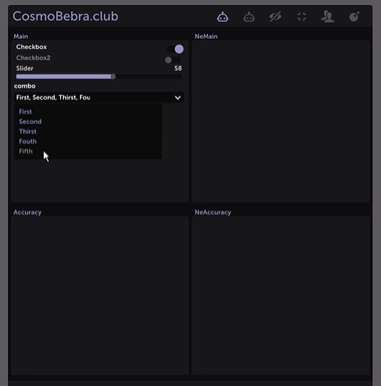 CosmoBebra.club
Main
NeMain
Checkbox
Checkbox2
Slider
58
combo
First, Second, Thirst, Fou
First
Second
Thirst
Fouth
Fifth
Accuracy
NeAccuracy